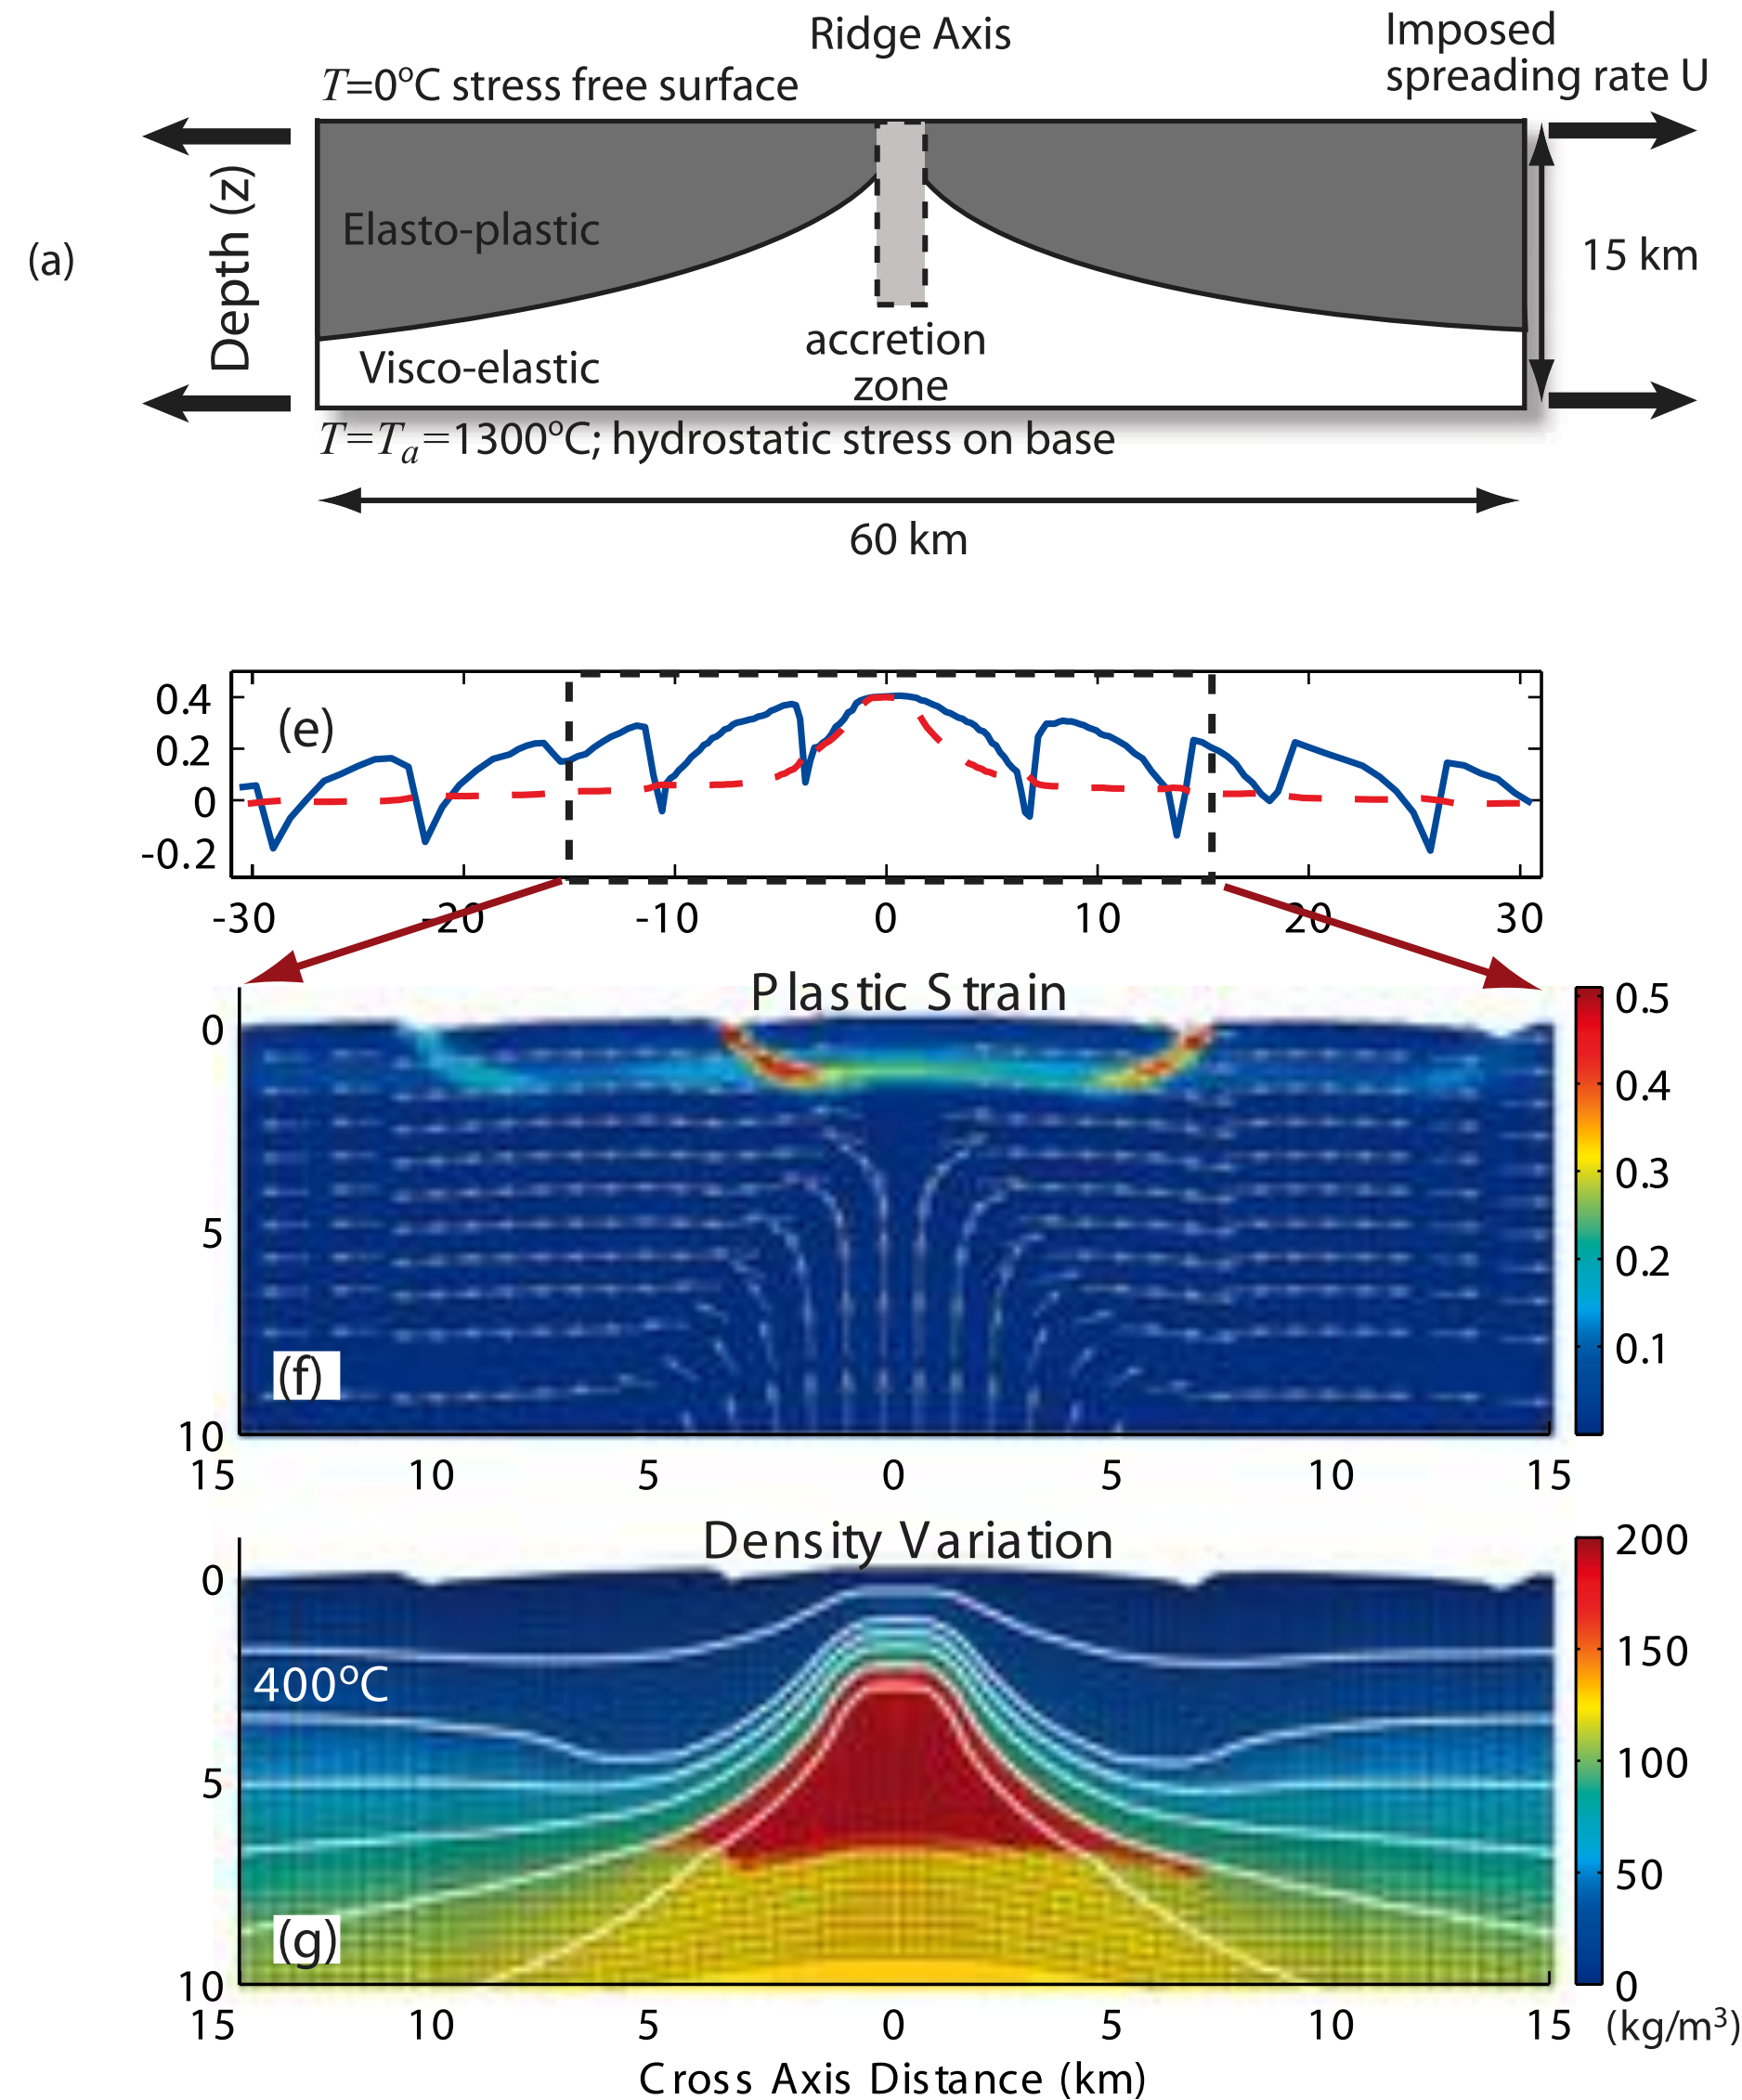 Ridge Axis
Imposed
spreading rate U
T=0°C stress free surface
(a)
Depth (z)
Elasto-plastic
15 km
accretion
zone
Visco-elastic
T=Ta=1300°C; hydrostatic stress on base
60 km
0.4
0.2
0
-0.2
(e)
-30 -20 -10 0 10 20 30
Plastic Strain
0
5
10
(f)
0.5
0.4
0.3
0.2
0.1
15 10 5 0 5 10 15
Density Variation
0
5
10
400°C
(g)
200
150
100
50
0
(kg/m³)
15 10 5 0 5 10 15
Cross Axis Distance (km)